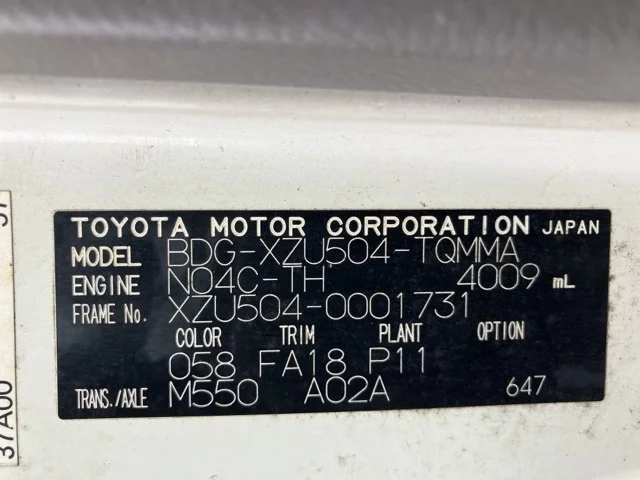 TOYOTA MOTOR CORPORATION JAPAN
MODEL BDG-XZU504-TQMMA
ENGINE N04C-TH 4009 mL
FRAME No. XZU504-0001731
COLOR TRIM PLANT OPTION
058 FA18 P11
TRANS./AXLE M550 A02A 647
37A00